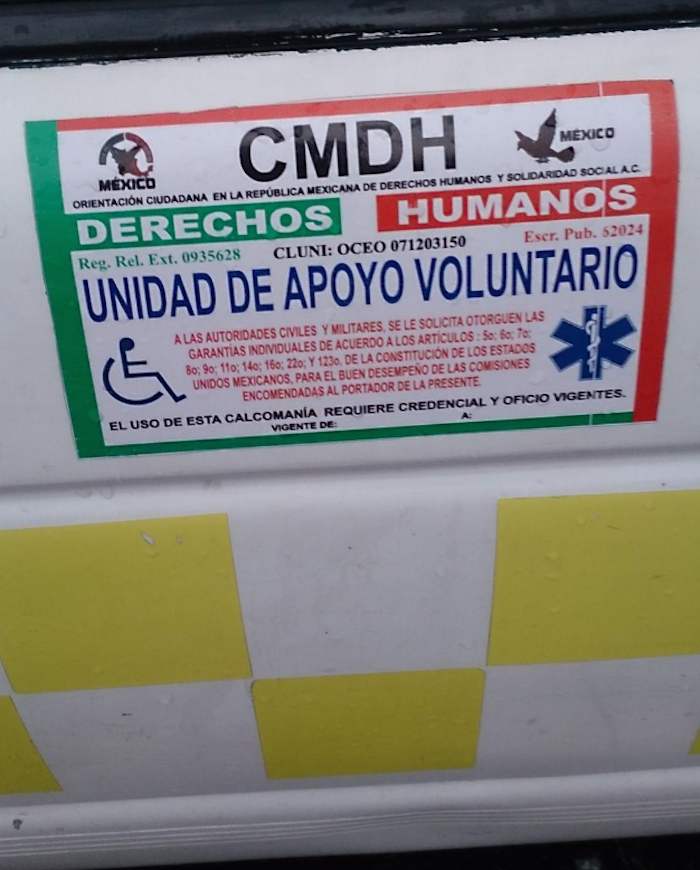 CMDH
MÉXICO
MÉXICO
ORIENTACIÓN CIUDADANA EN LA REPÚBLICA MEXICANA DE DERECHOS HUMANOS Y SOLIDARIDAD SOCIAL A.C.
DERECHOS HUMANOS
Reg. Rel. Ext. 0935628 CLUNI: OCEO 071203150 Escr. Pub. 62024
UNIDAD DE APOYO VOLUNTARIO
A LAS AUTORIDADES CIVILES Y MILITARES, SE LE SOLICITA OTORGUEN LAS
GARANTÍAS INDIVIDUALES DE ACUERDO A LOS ARTÍCULOS : 5o; 6o; 7o;
8o; 9o; 11o; 14o; 16o; 22o; Y 123o, DE LA CONSTITUCIÓN DE LOS ESTADOS
UNIDOS MEXICANOS, PARA EL BUEN DESEMPEÑO DE LAS COMISIONES
ENCOMENDADAS AL PORTADOR DE LA PRESENTE.
EL USO DE ESTA CALCOMANÍA REQUIERE CREDENCIAL Y OFICIO VIGENTES.
VIGENTE DE: A: